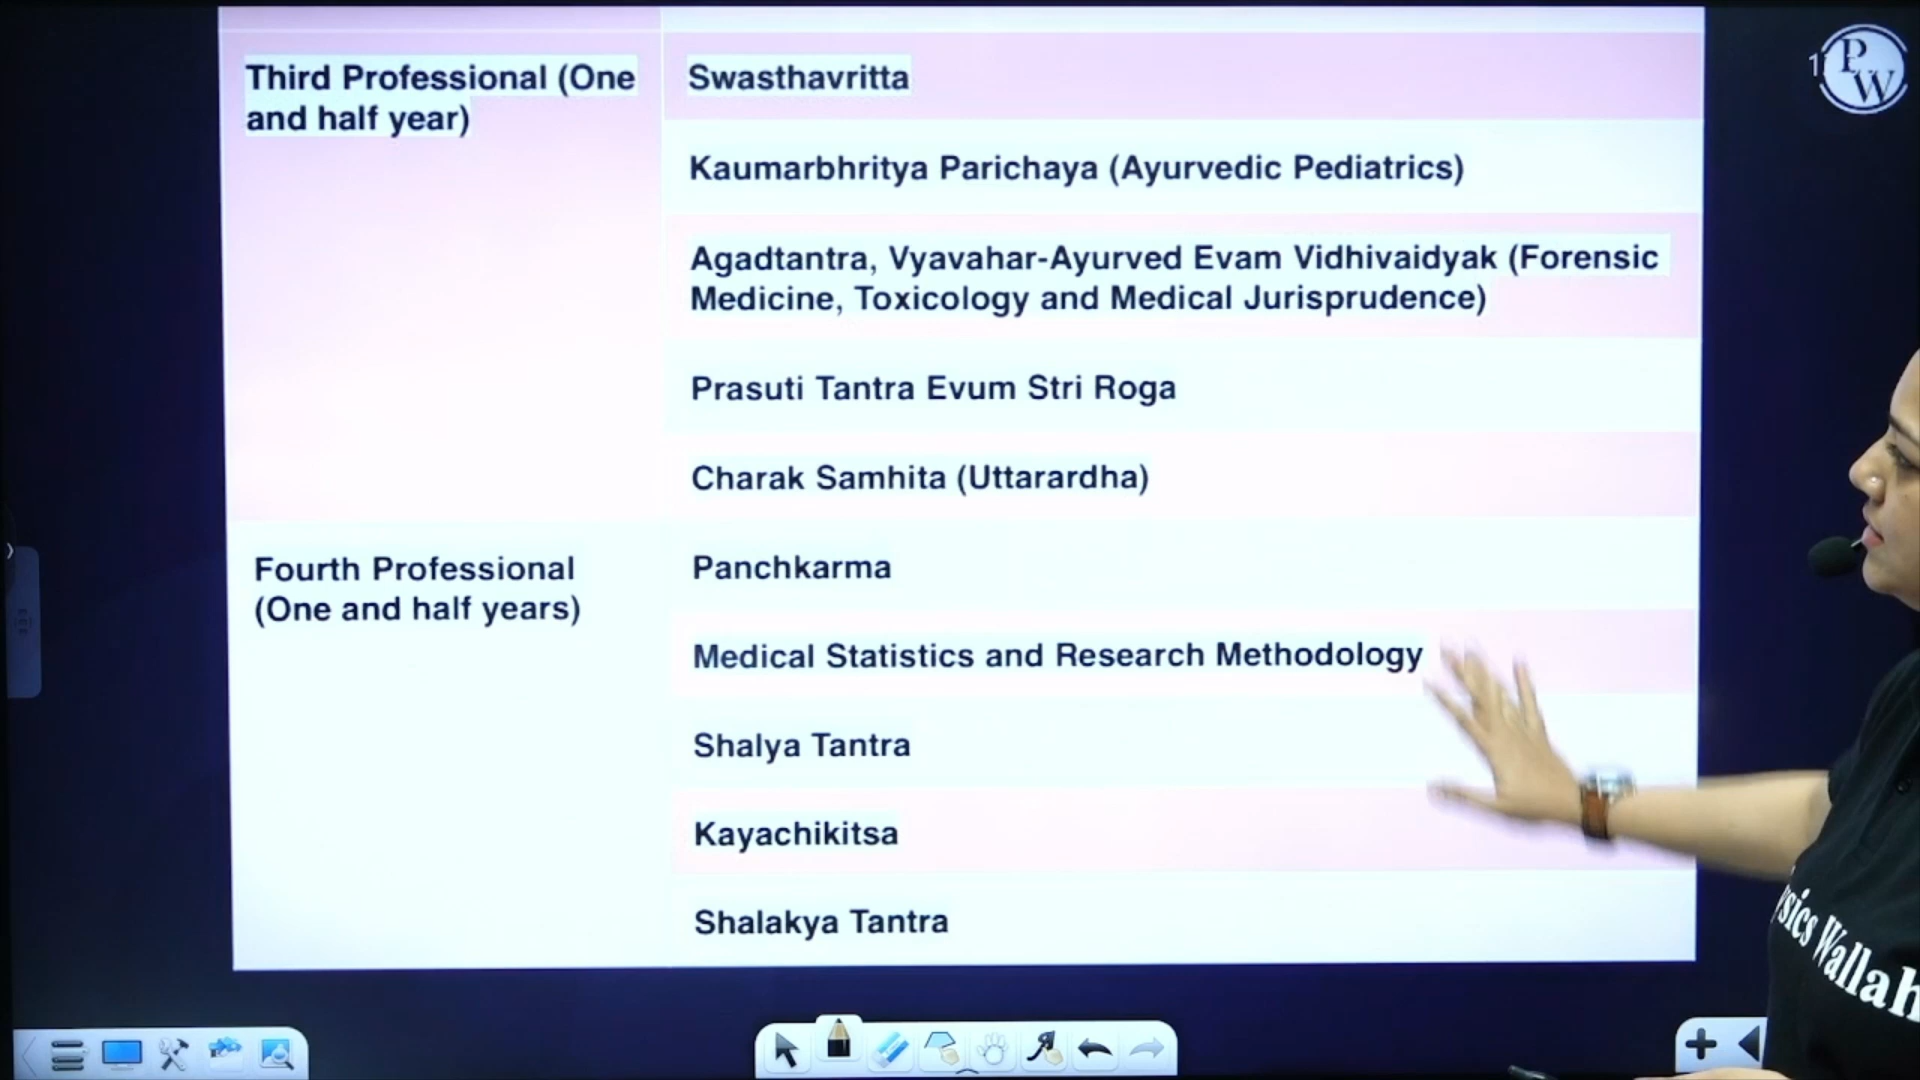 Third Professional (One
and half year)
Swasthavritta
Kaumarbhritya Parichaya (Ayurvedic Pediatrics)
Agadtantra, Vyavahar-Ayurved Evam Vidhivaidyak (Forensic
Medicine, Toxicology and Medical Jurisprudence)
Prasuti Tantra Evum Stri Roga
Charak Samhita (Uttarardha)
Fourth Professional
(One and half years)
Panchkarma
Medical Statistics and Research Methodology
Shalya Tantra
Kayachikitsa
Shalakya Tantra
PW
Wallah